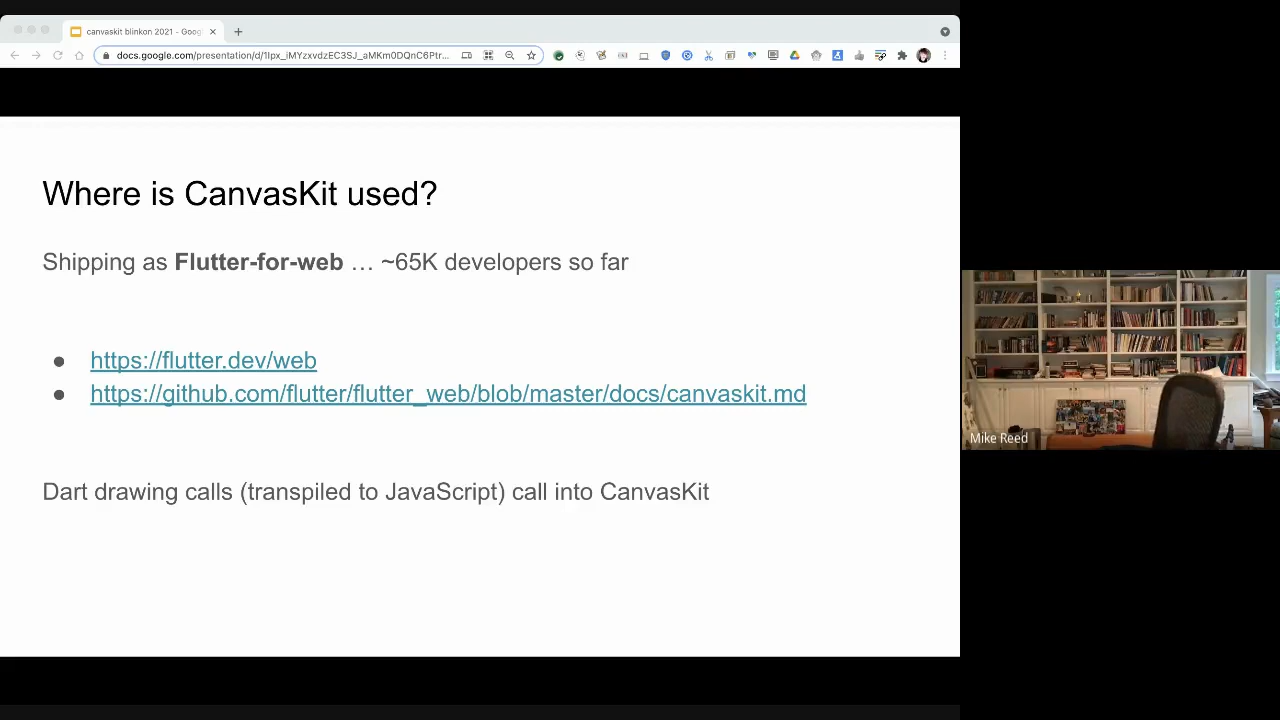 canvaskit blinkon 2021 - Goog
docs.google.com/presentation/d/1lpx_iMYzxvdzEC3SJ_aMKm0DQnC6Ptr...
Where is CanvasKit used?
Shipping as Flutter-for-web … ~65K developers so far
● https://flutter.dev/web
● https://github.com/flutter/flutter_web/blob/master/docs/canvaskit.md
Dart drawing calls (transpiled to JavaScript) call into CanvasKit
Mike Reed